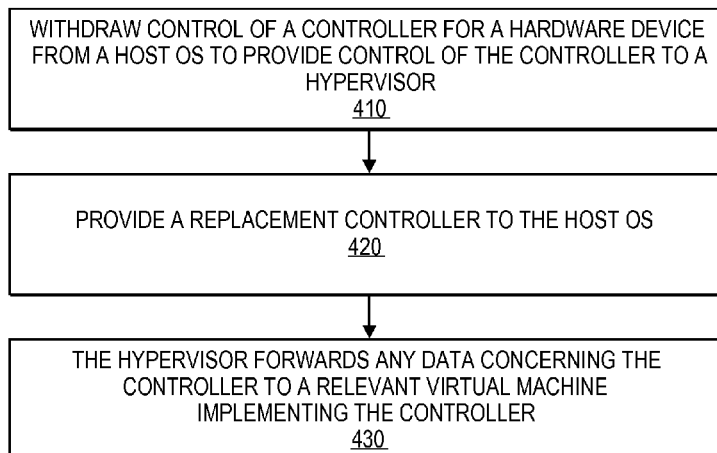 WITHDRAW CONTROL OF A CONTROLLER FOR A HARDWARE DEVICE
FROM A HOST OS TO PROVIDE CONTROL OF THE CONTROLLER TO A
HYPERVISOR
410
PROVIDE A REPLACEMENT CONTROLLER TO THE HOST OS
420
THE HYPERVISOR FORWARDS ANY DATA CONCERNING THE
CONTROLLER TO A RELEVANT VIRTUAL MACHINE
IMPLEMENTING THE CONTROLLER
430